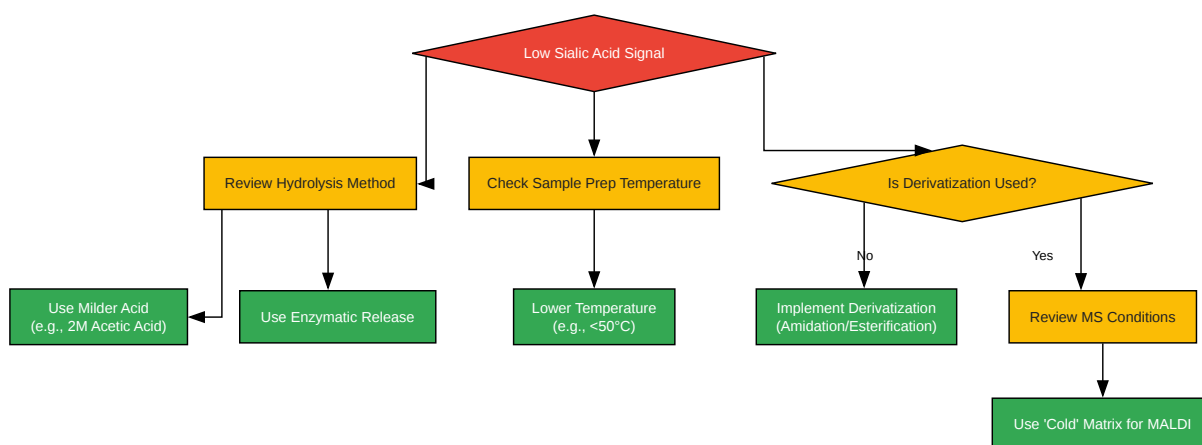 Low Sialic Acid Signal
Review Hydrolysis Method
Check Sample Prep Temperature
Is Derivatization Used?
No
Yes
Use Milder Acid
(e.g., 2M Acetic Acid)
Use Enzymatic Release
Lower Temperature
(e.g., <50°C)
Implement Derivatization
(Amidation/Esterification)
Review MS Conditions
Use 'Cold' Matrix for MALDI